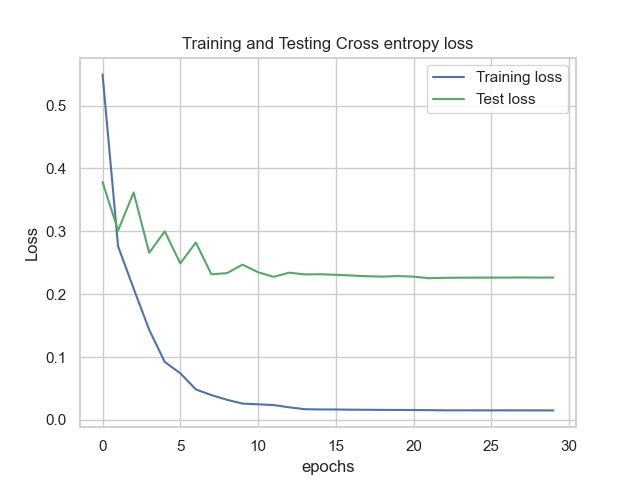 Training and Testing Cross entropy loss
Training loss
Test loss
Loss
0.5
0.4
0.3
0.2
0.1
0.0
0 5 10 15 20 25 30
epochs